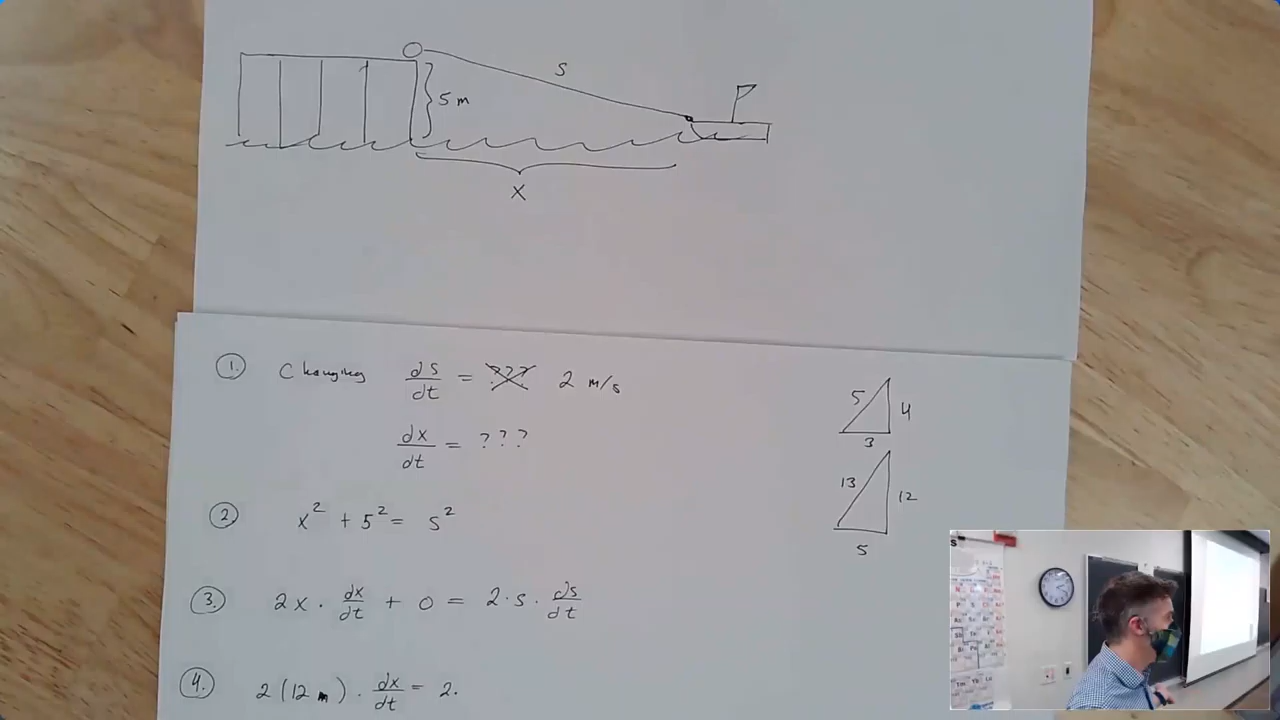 s
5 m
x
1. Changing ds/dt = ??? 2 m/s
dx/dt = ???
2. x² + 5² = s²
3. 2x · dx/dt + 0 = 2 · s · ds/dt
4. 2(12 m) · dx/dt = 2.
5
4
3
13
12
5